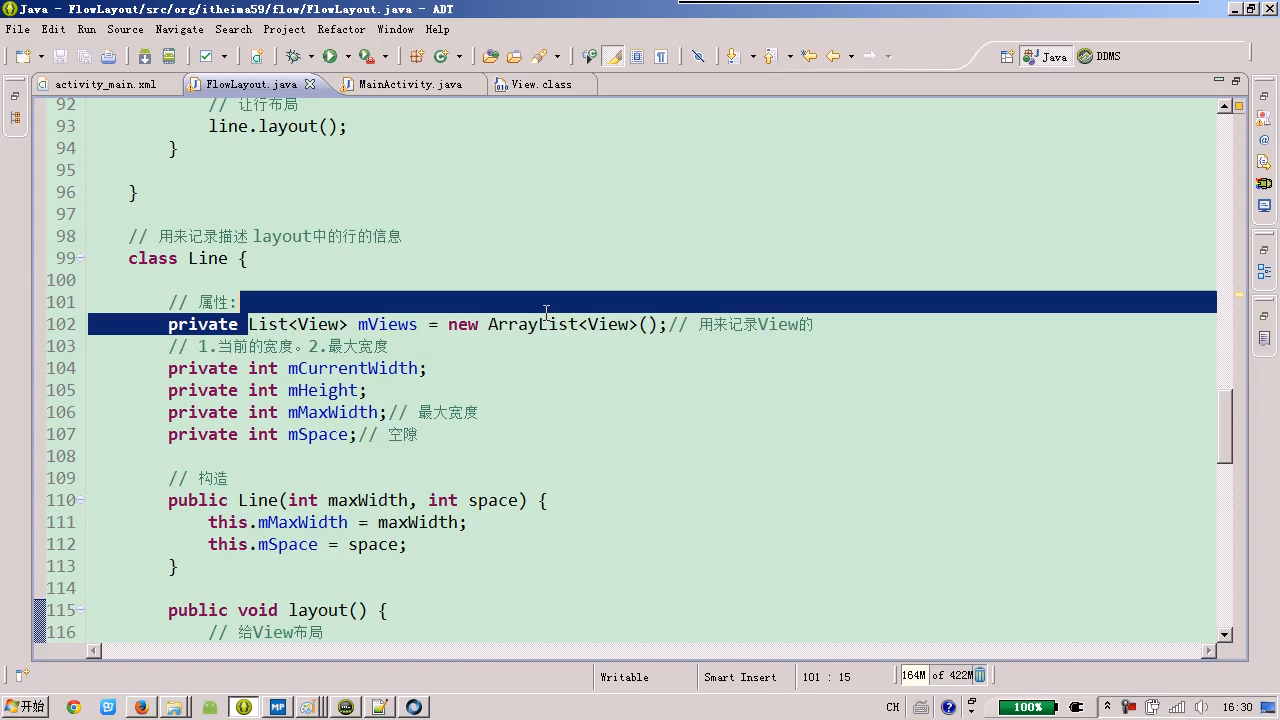 Java - FlowLayout/src/org/itheima59/flow/FlowLayout.java - ADT
File Edit Run Source Navigate Search Project Refactor Window Help
Java DDMS
activity_main.xml FlowLayout.java MainActivity.java View.class
92 // 让行布局
93 line.layout();
94 }
95
96 }
97
98 // 用来记录描述 layout中的行的信息
99 class Line {
100
101 // 属性:
102 private List<View> mViews = new ArrayList<View>();// 用来记录View的
103 // 1.当前的宽度。2.最大宽度
104 private int mCurrentWidth;
105 private int mHeight;
106 private int mMaxWidth;// 最大宽度
107 private int mSpace;// 空隙
108
109 // 构造
110 public Line(int maxWidth, int space) {
111 this.mMaxWidth = maxWidth;
112 this.mSpace = space;
113 }
114
115 public void layout() {
116 // 给View布局
Writable Smart Insert 101 : 15 164M of 422M
开始 MP CH 100% 16:30